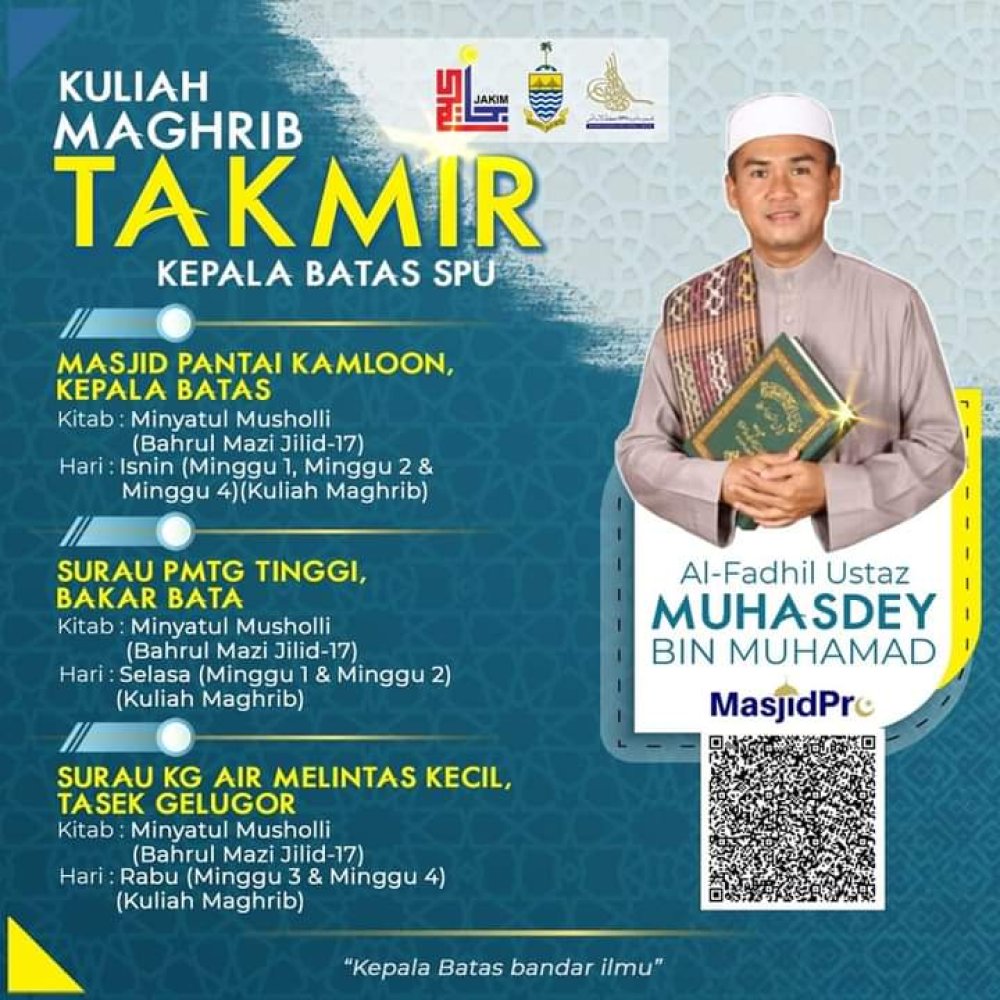 KULIAH
MAGHRIB
TAKMIR
KEPALA BATAS SPU
JAKIM
MASJID PANTAI KAMLOON,
KEPALA BATAS
Kitab : Minyatul Musholli
(Bahrul Mazi Jilid-17)
Hari : Isnin (Minggu 1, Minggu 2 &
Minggu 4)(Kuliah Maghrib)
SURAU PMTG TINGGI,
BAKAR BATA
Kitab : Minyatul Musholli
(Bahrul Mazi Jilid-17)
Hari : Selasa (Minggu 1 & Minggu 2)
(Kuliah Maghrib)
SURAU KG AIR MELINTAS KECIL,
TASEK GELUGOR
Kitab : Minyatul Musholli
(Bahrul Mazi Jilid-17)
Hari : Rabu (Minggu 3 & Minggu 4)
(Kuliah Maghrib)
Al-Fadhil Ustaz
MUHASDEY
BIN MUHAMAD
MasjidPro
“Kepala Batas bandar ilmu”